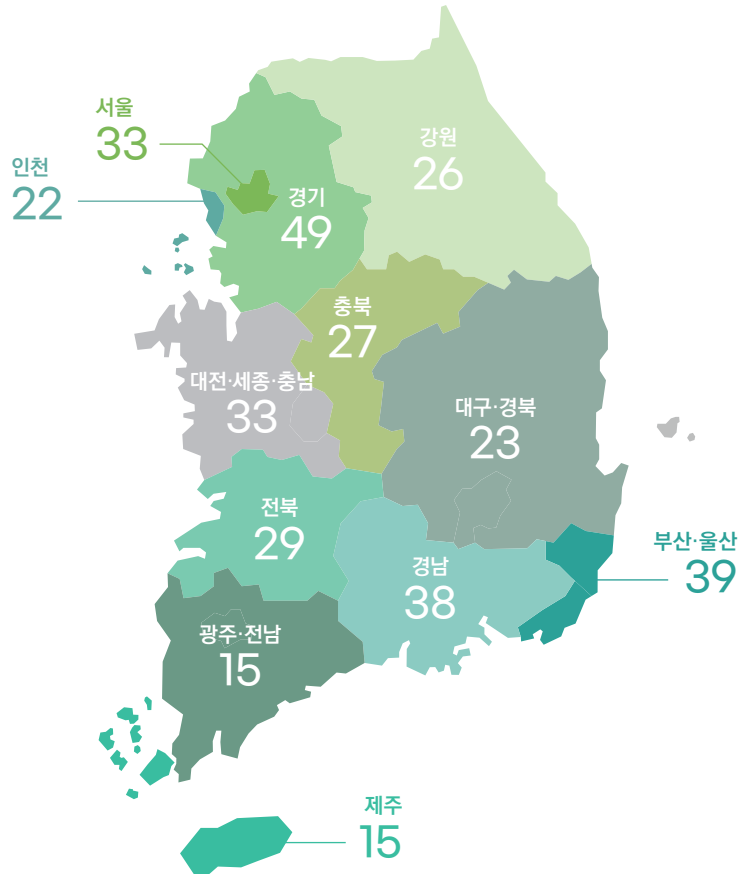 서울
33
인천
22
강원
26
경기
49
충북
27
대전·세종·충남
33
대구·경북
23
전북
29
부산·울산
39
경남
38
광주·전남
15
제주
15